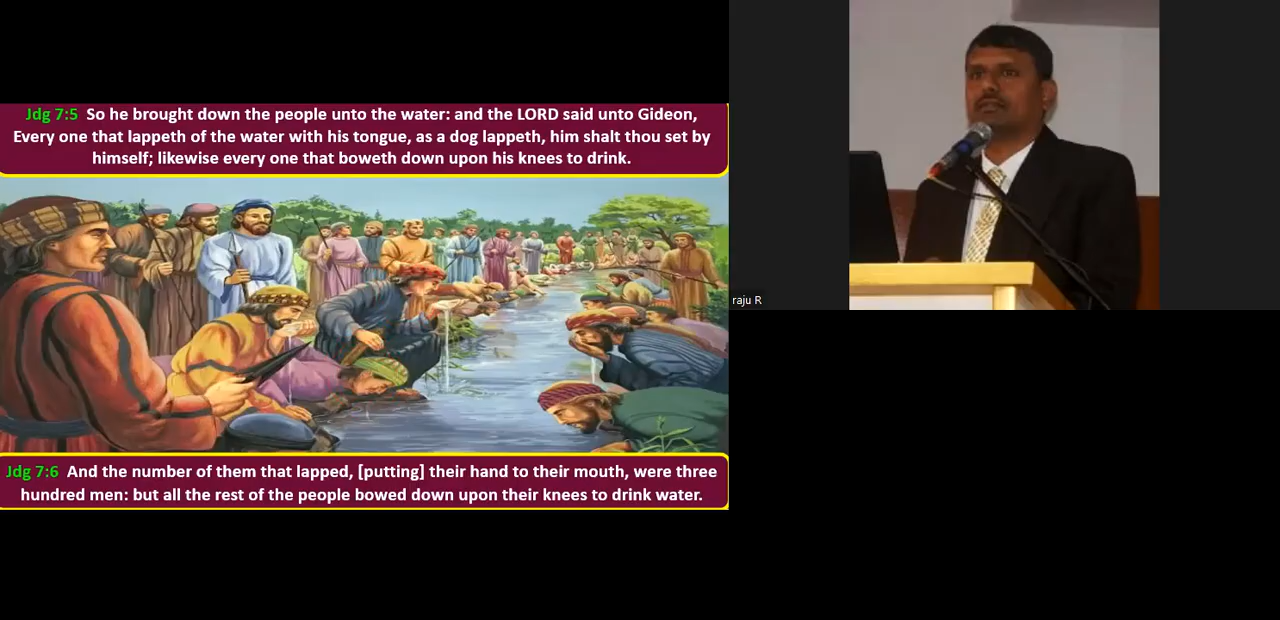 Jdg 7:5 So he brought down the people unto the water: and the LORD said unto Gideon,
Every one that lappeth of the water with his tongue, as a dog lappeth, him shalt thou set by
himself; likewise every one that boweth down upon his knees to drink.
raju R
Jdg 7:6 And the number of them that lapped, [putting] their hand to their mouth, were three
hundred men: but all the rest of the people bowed down upon their knees to drink water.